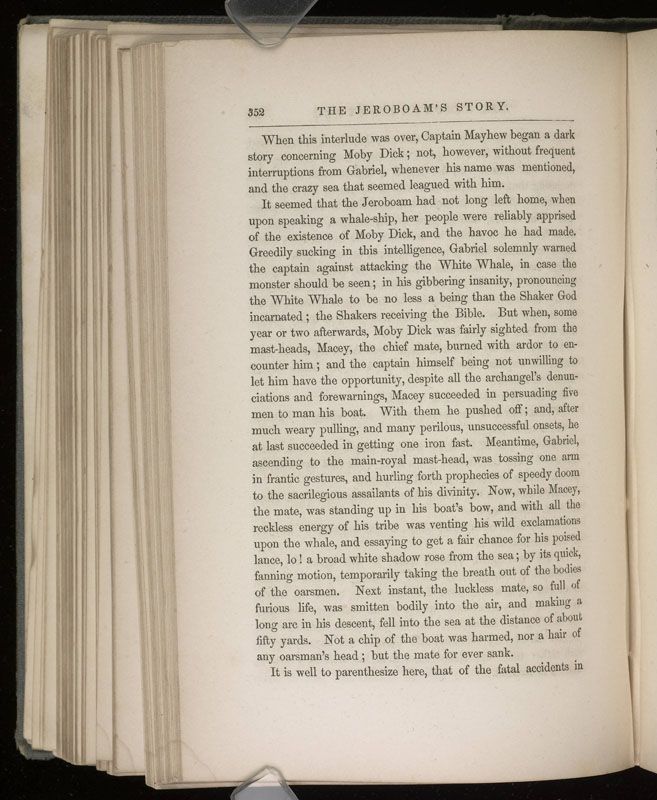 352 THE JEROBOAM'S STORY.
When this interlude was over, Captain Mayhew began a dark
story concerning Moby Dick; not, however, without frequent
interruptions from Gabriel, whenever his name was mentioned,
and the crazy sea that seemed leagued with him.
It seemed that the Jeroboam had not long left home, when
upon speaking a whale-ship, her people were reliably apprised
of the existence of Moby Dick, and the havoc he had made.
Greedily sucking in this intelligence, Gabriel solemnly warned
the captain against attacking the White Whale, in case the
monster should be seen; in his gibbering insanity, pronouncing
the White Whale to be no less a being than the Shaker God
incarnated; the Shakers receiving the Bible. But when, some
year or two afterwards, Moby Dick was fairly sighted from the
mast-heads, Macey, the chief mate, burned with ardor to en-
counter him; and the captain himself being not unwilling to
let him have the opportunity, despite all the archangel's denun-
ciations and forewarnings, Macey succeeded in persuading five
men to man his boat. With them he pushed off; and, after
much weary pulling, and many perilous, unsuccessful onsets, he
at last succeeded in getting one iron fast. Meantime, Gabriel,
ascending to the main-royal mast-head, was tossing one arm
in frantic gestures, and hurling forth prophecies of speedy doom
to the sacrilegious assailants of his divinity. Now, while Macey,
the mate, was standing up in his boat's bow, and with all the
reckless energy of his tribe was venting his wild exclamations
upon the whale, and essaying to get a fair chance for his poised
lance, lo! a broad white shadow rose from the sea; by its quick,
fanning motion, temporarily taking the breath out of the bodies
of the oarsmen. Next instant, the luckless mate, so full of
furious life, was smitten bodily into the air, and making a
long arc in his descent, fell into the sea at the distance of about
fifty yards. Not a chip of the boat was harmed, nor a hair of
any oarsman's head; but the mate for ever sank.
It is well to parenthesize here, that of the fatal accidents in